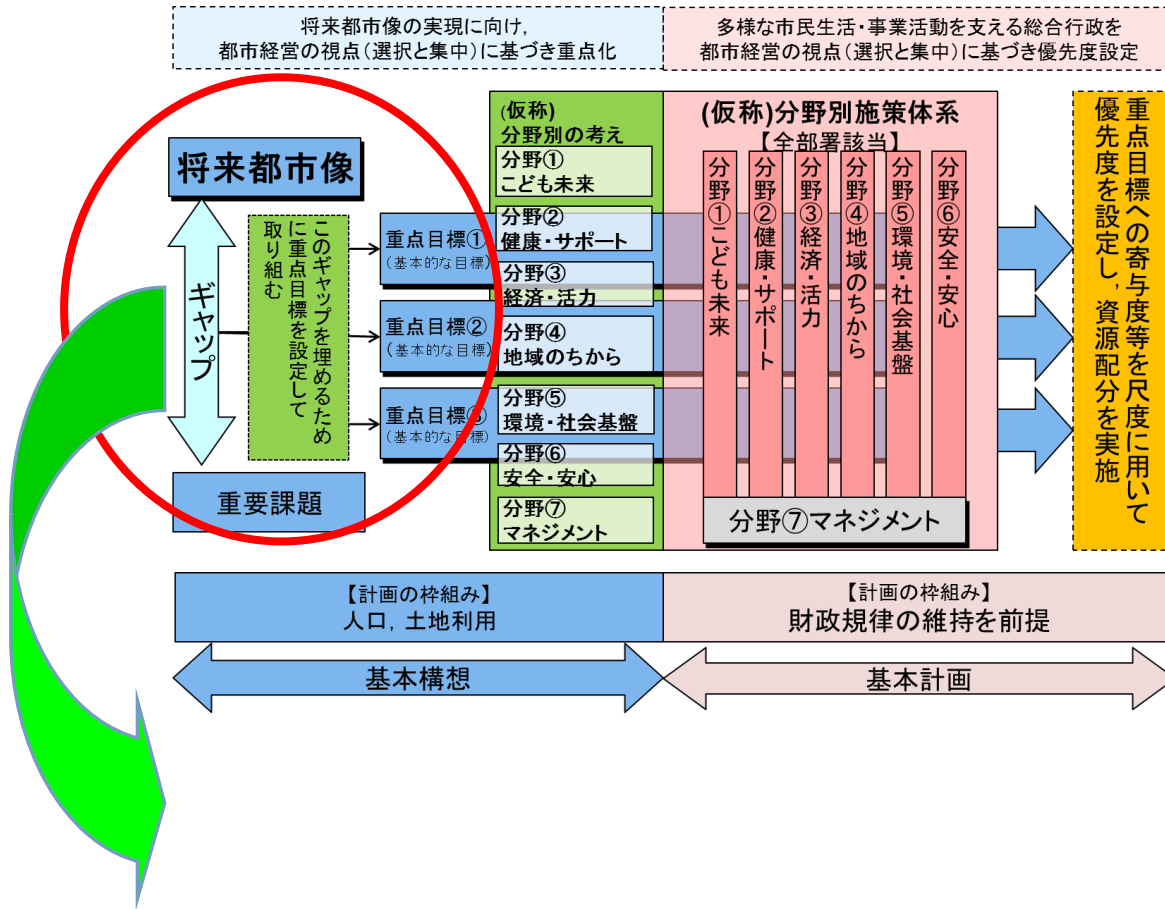 将来都市像の実現に向け,
都市経営の視点(選択と集中)に基づき重点化
多様な市民生活・事業活動を支える総合行政を
都市経営の視点(選択と集中)に基づき優先度設定
将来都市像
ギャップ
重要課題
このギャップを埋めるため
に重点目標を設定して
取り組む
重点目標①
(基本的な目標)
重点目標②
(基本的な目標)
重点目標③
(基本的な目標)
(仮称)
分野別の考え
分野①
こども未来
分野②
健康・サポート
分野③
経済・活力
分野④
地域のちから
分野⑤
環境・社会基盤
分野⑥
安全・安心
分野⑦
マネジメント
(仮称)分野別施策体系
【全部署該当】
分野①こども未来
分野②健康・サポート
分野③経済・活力
分野④地域のちから
分野⑤環境・社会基盤
分野⑥安全・安心
分野⑦マネジメント
重点目標への寄与度等を尺度に用いて
優先度を設定し,資源配分を実施
【計画の枠組み】
人口,土地利用
【計画の枠組み】
財政規律の維持を前提
基本構想
基本計画